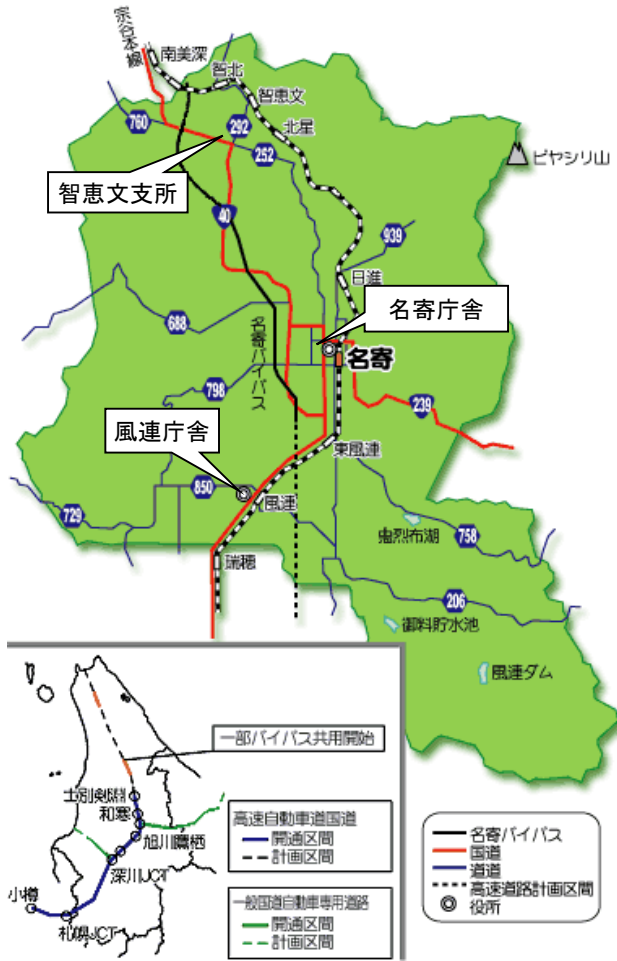 宗谷本線
南美深
智北
智恵文
北星
760
292
252
ピヤシリ山
智恵文支所
40
939
日進
名寄庁舎
688
名寄バイパス
名寄
798
239
風連庁舎
東風連
850
風連
729
忠烈布湖
758
瑞穂
206
御料貯水池
風連ダム
一部バイパス共用開始
士別剣淵
和寒
旭川鷹栖
深川JCT
小樽
札幌JCT
高速自動車道国道
開通区間
計画区間
一般国道自動車専用道路
開通区間
計画区間
名寄バイパス
国道
道道
高速道路計画区間
役所